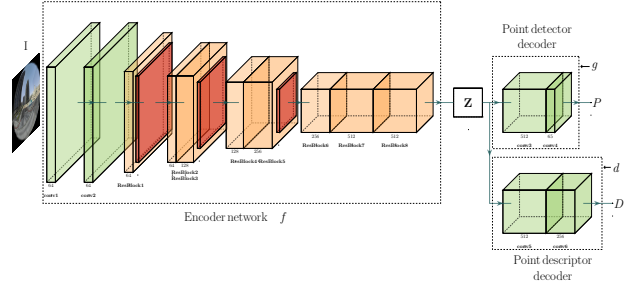 Point detector
decoder
I
g
Z
P
64
64
64
64 128
128 256
256 512 512
512 65
conv1
conv2
ResBlock1
ResBlock2
ResBlock3
ResBlock4
ResBlock5
ResBlock6
ResBlock7
ResBlock8
conv3
conv4
d
D
512 256
conv5
conv6
Encoder network f
Point descriptor
decoder